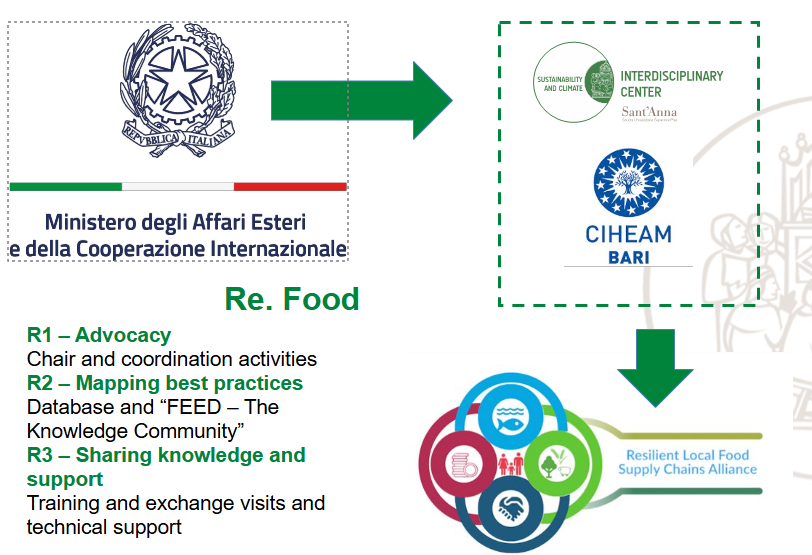 REPVBBLICA ITALIANA
Ministero degli Affari Esteri
e della Cooperazione Internazionale
SUSTAINABILITY
AND CLIMATE
INTERDISCIPLINARY
CENTER
Sant'Anna
CIHEAM
BARI
Re. Food
R1 – Advocacy
Chair and coordination activities
R2 – Mapping best practices
Database and “FEED – The
Knowledge Community”
R3 – Sharing knowledge and
support
Training and exchange visits and
technical support
Resilient Local Food
Supply Chains Alliance